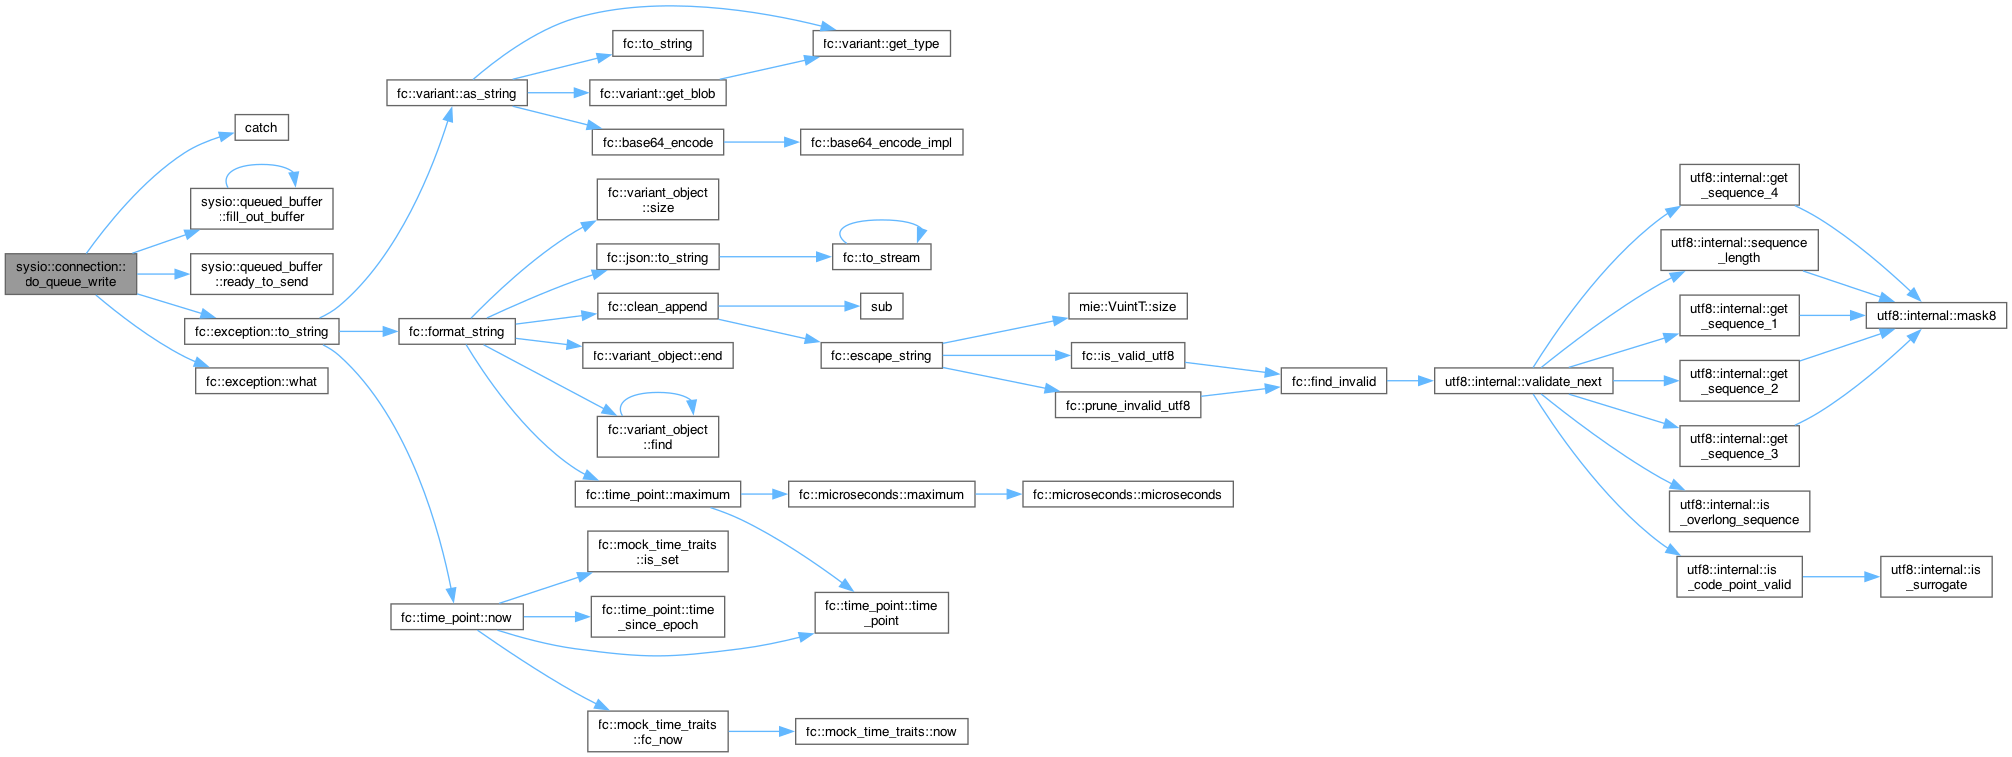 sysio::connection::
do_queue_write
catch
sysio::queued_buffer
::fill_out_buffer
sysio::queued_buffer
::ready_to_send
fc::exception::to_string
fc::exception::what
fc::variant::as_string
fc::format_string
fc::time_point::now
fc::to_string
fc::variant::get_blob
fc::base64_encode
fc::variant::get_type
fc::base64_encode_impl
fc::variant_object
::size
fc::json::to_string
fc::clean_append
fc::variant_object::end
fc::variant_object
::find
fc::time_point::maximum
fc::to_stream
sub
fc::escape_string
fc::microseconds::maximum
fc::microseconds::microseconds
fc::mock_time_traits
::is_set
fc::time_point::time
_since_epoch
fc::time_point::time
_point
fc::mock_time_traits
::fc_now
fc::mock_time_traits::now
mie::VuintT::size
fc::is_valid_utf8
fc::prune_invalid_utf8
fc::find_invalid
utf8::internal::validate_next
utf8::internal::get
_sequence_4
utf8::internal::sequence
_length
utf8::internal::get
_sequence_1
utf8::internal::get
_sequence_2
utf8::internal::get
_sequence_3
utf8::internal::is
_overlong_sequence
utf8::internal::is
_code_point_valid
utf8::internal::mask8
utf8::internal::is
_surrogate